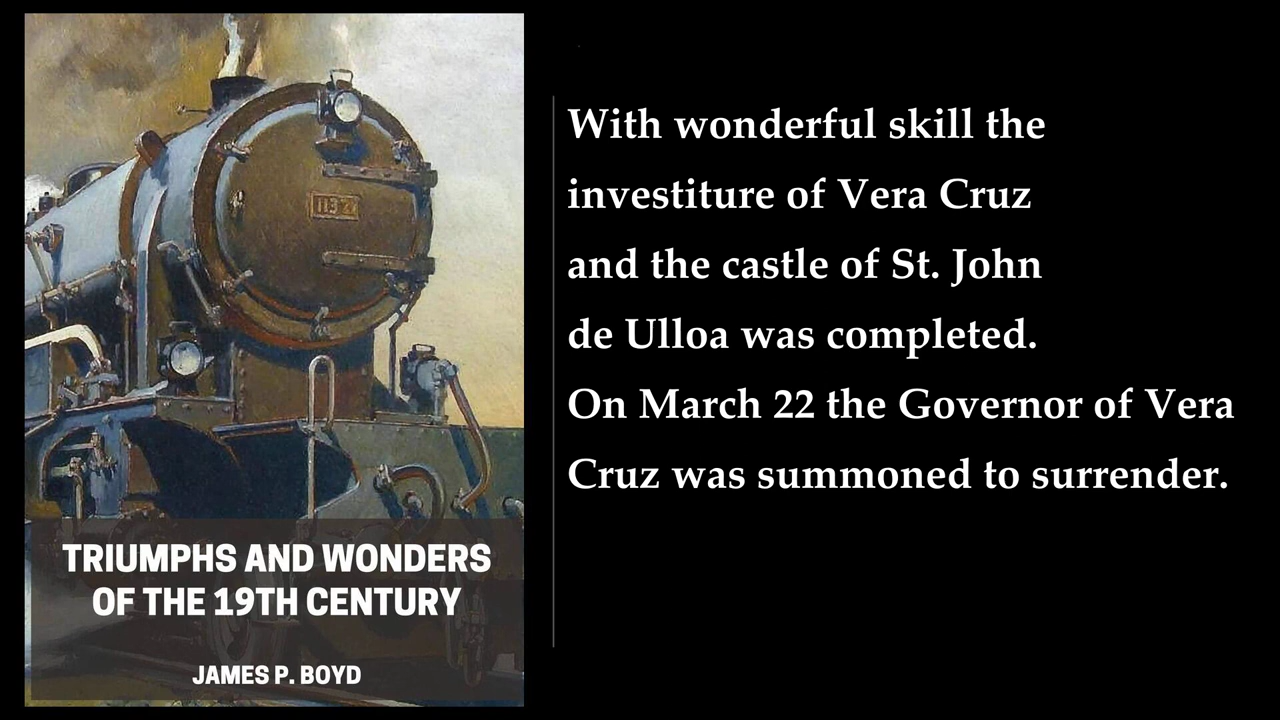 With wonderful skill the
investiture of Vera Cruz
and the castle of St. John
de Ulloa was completed.
On March 22 the Governor of Vera
Cruz was summoned to surrender.
1132
TRIUMPHS AND WONDERS
OF THE 19TH CENTURY
JAMES P. BOYD